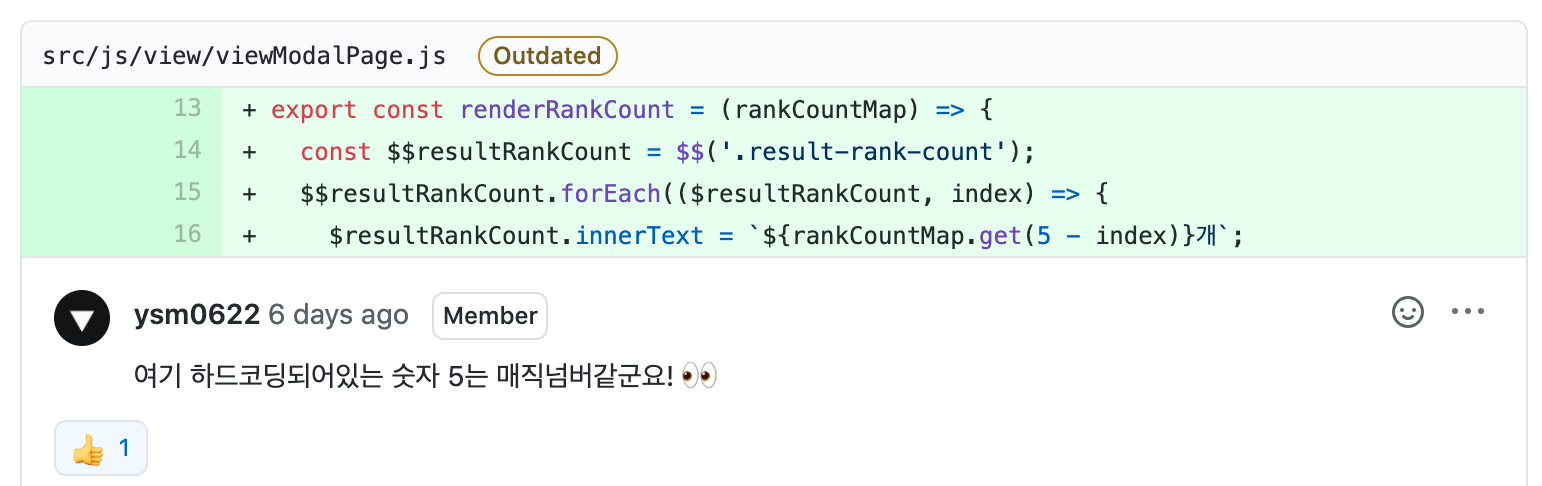 src/js/view/viewModalPage.js Outdated
13 + export const renderRankCount = (rankCountMap) => {
14 + const $$resultRankCount = $$('.result-rank-count');
15 + $$resultRankCount.forEach(($resultRankCount, index) => {
16 + $resultRankCount.innerText = `${rankCountMap.get(5 - index)}개`;
ysm0622 6 days ago Member
여기 하드코딩되어있는 숫자 5는 매직넘버같군요! 👀
👍 1